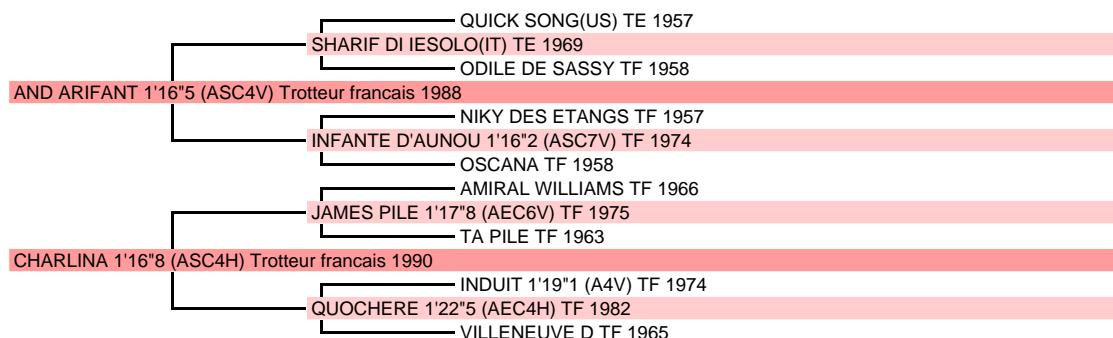 QUICK SONG(US) TE 1957
SHARIF DI IESOLO(IT) TE 1969
ODILE DE SASSY TF 1958
AND ARIFANT 1'16"5 (ASC4V) Trotteur francais 1988
NIKY DES ETANGS TF 1957
INFANTE D'AUNOU 1'16"2 (ASC7V) TF 1974
OSCANA TF 1958
AMIRAL WILLIAMS TF 1966
JAMES PILE 1'17"8 (AEC6V) TF 1975
TA PILE TF 1963
CHARLINA 1'16"8 (ASC4H) Trotteur francais 1990
INDUIT 1'19"1 (A4V) TF 1974
QUOCHERE 1'22"5 (AEC4H) TF 1982
VILLENEUVE D TF 1965